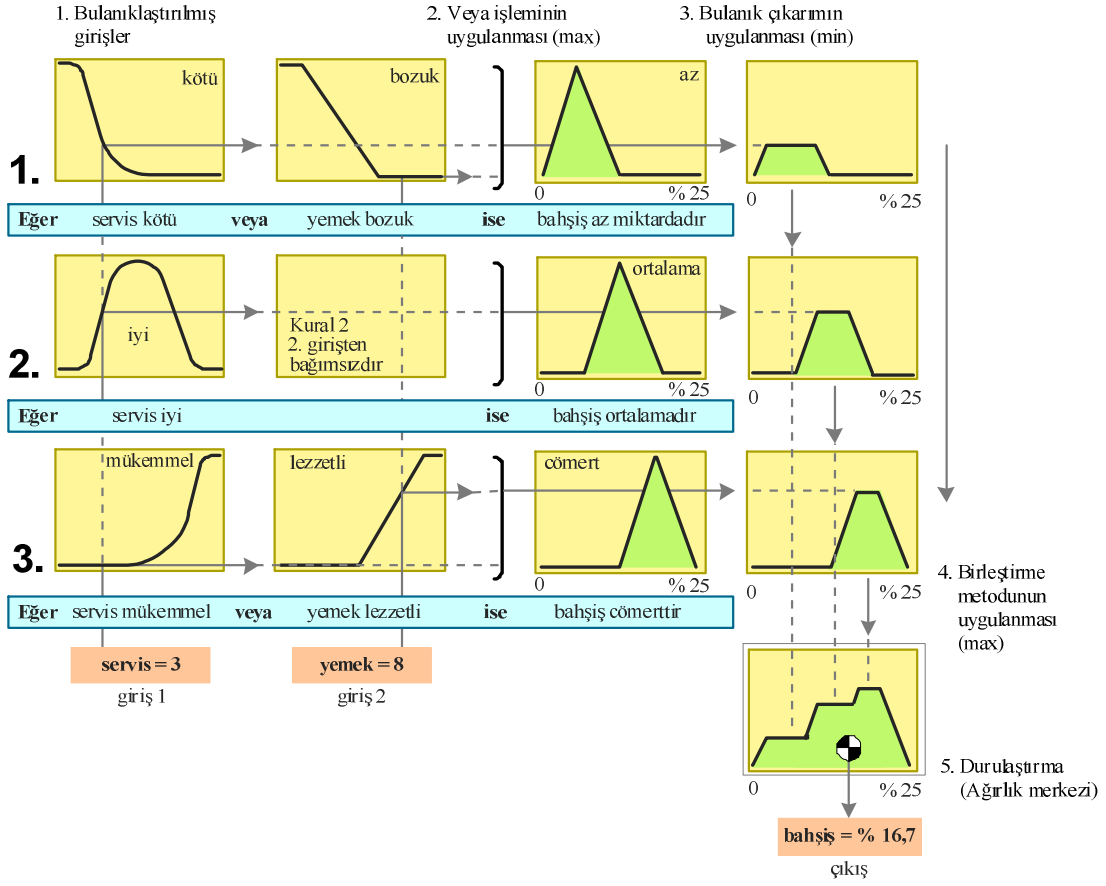 1. Bulanıklaştırılmış
girişler
2. Veya işleminin
uygulanması (max)
3. Bulanık çıkarımın
uygulanması (min)
kötü
bozuk
az
1.
0
% 25
0
% 25
Eğer servis kötü veya yemek bozuk ise bahşiş az miktardadır
iyi
Kural 2
2. girişten
bağımsızdır
ortalama
2.
0
% 25
0
% 25
Eğer servis iyi ise bahşiş ortalamadır
mükemmel
lezzetli
cömert
3.
0
% 25
0
% 25
Eğer servis mükemmel veya yemek lezzetli ise bahşiş cömerttir
4. Birleştirme
metodunun
uygulanması
(max)
servis = 3
giriş 1
yemek = 8
giriş 2
0
% 25
5. Durulaştırma
(Ağırlık merkezi)
bahşiş = % 16,7
çıkış